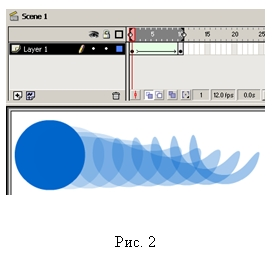 Scene 1
5 10 15 20 25
Layer 1
1 12.0 fps 0.0s
Рис. 2